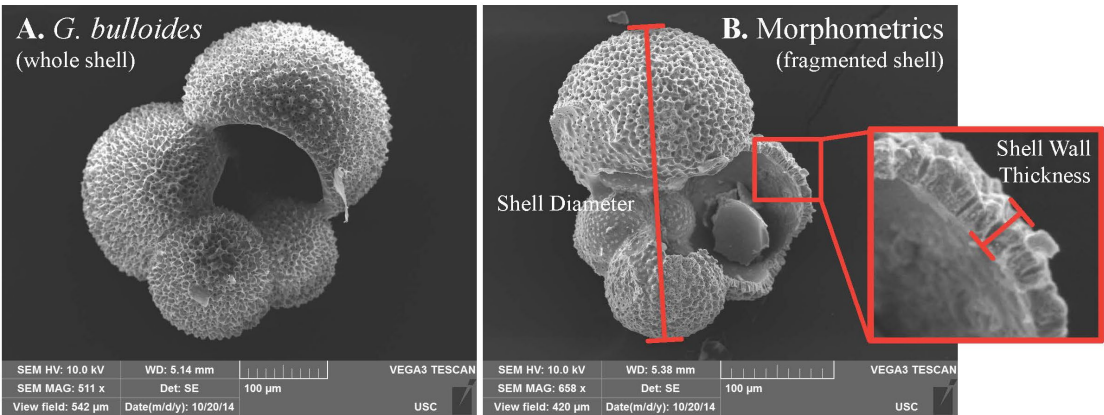 A. G. bulloides
(whole shell)
SEM HV: 10.0 kV
WD: 5.14 mm
VEGA3 TESCAN
SEM MAG: 511 x
Det: SE
100 µm
View field: 542 µm
Date(m/d/y): 10/20/14
USC
B. Morphometrics
(fragmented shell)
Shell Diameter
Shell Wall
Thickness
SEM HV: 10.0 kV
WD: 5.38 mm
VEGA3 TESCAN
SEM MAG: 658 x
Det: SE
100 µm
View field: 420 µm
Date(m/d/y): 10/20/14
USC